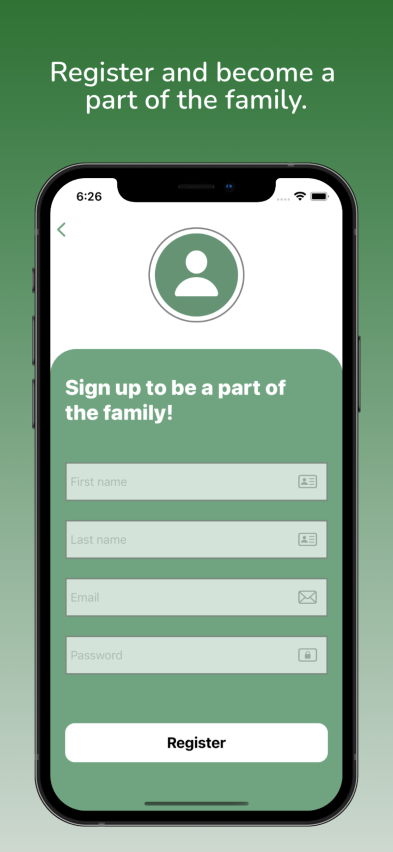 Register and become a
part of the family.
6:26
Sign up to be a part of
the family!
First name
Last name
Email
Password
Register